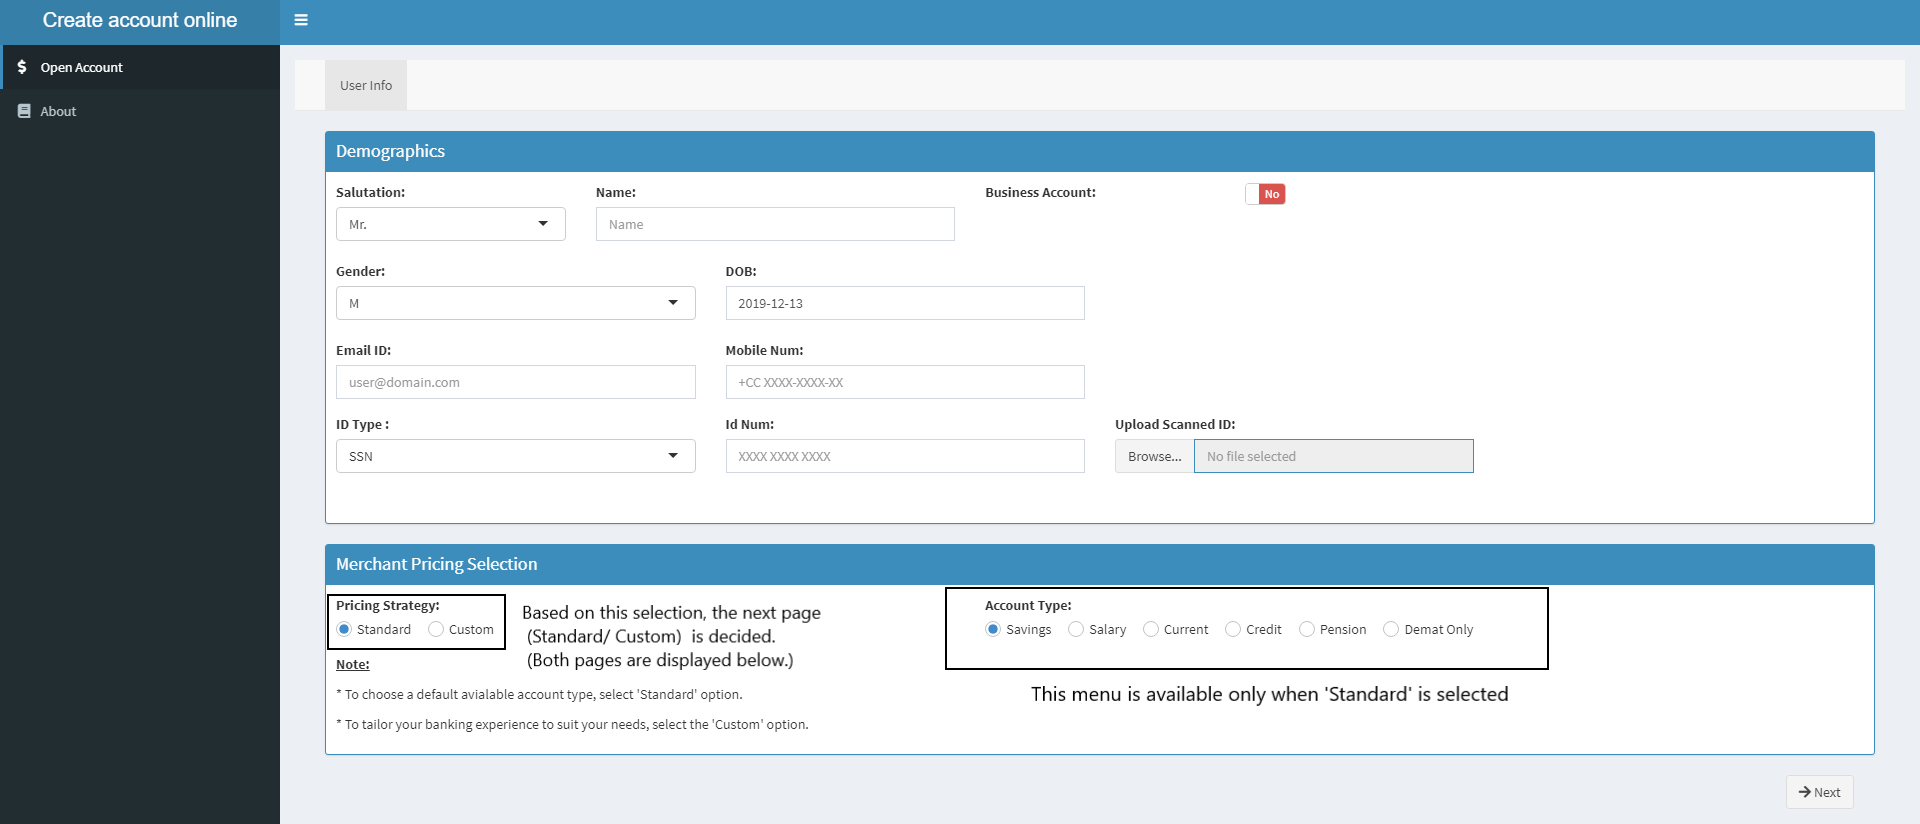 Create account online
Open Account
About
User Info
Demographics
Salutation:
Name:
Business Account:
No
Mr.
Name
Gender:
DOB:
M
2019-12-13
Email ID:
Mobile Num:
user@domain.com
+CC XXXX-XXXX-XX
ID Type :
Id Num:
Upload Scanned ID:
SSN
XXXX XXXX XXXX
Browse...
No file selected
Merchant Pricing Selection
Pricing Strategy:
Standard
Custom
Based on this selection, the next page
(Standard/ Custom) is decided.
(Both pages are displayed below.)
Account Type:
Savings
Salary
Current
Credit
Pension
Demat Only
This menu is available only when 'Standard' is selected
Note:
* To choose a default avialable account type, select 'Standard' option.
* To tailor your banking experience to suit your needs, select the 'Custom' option.
Next